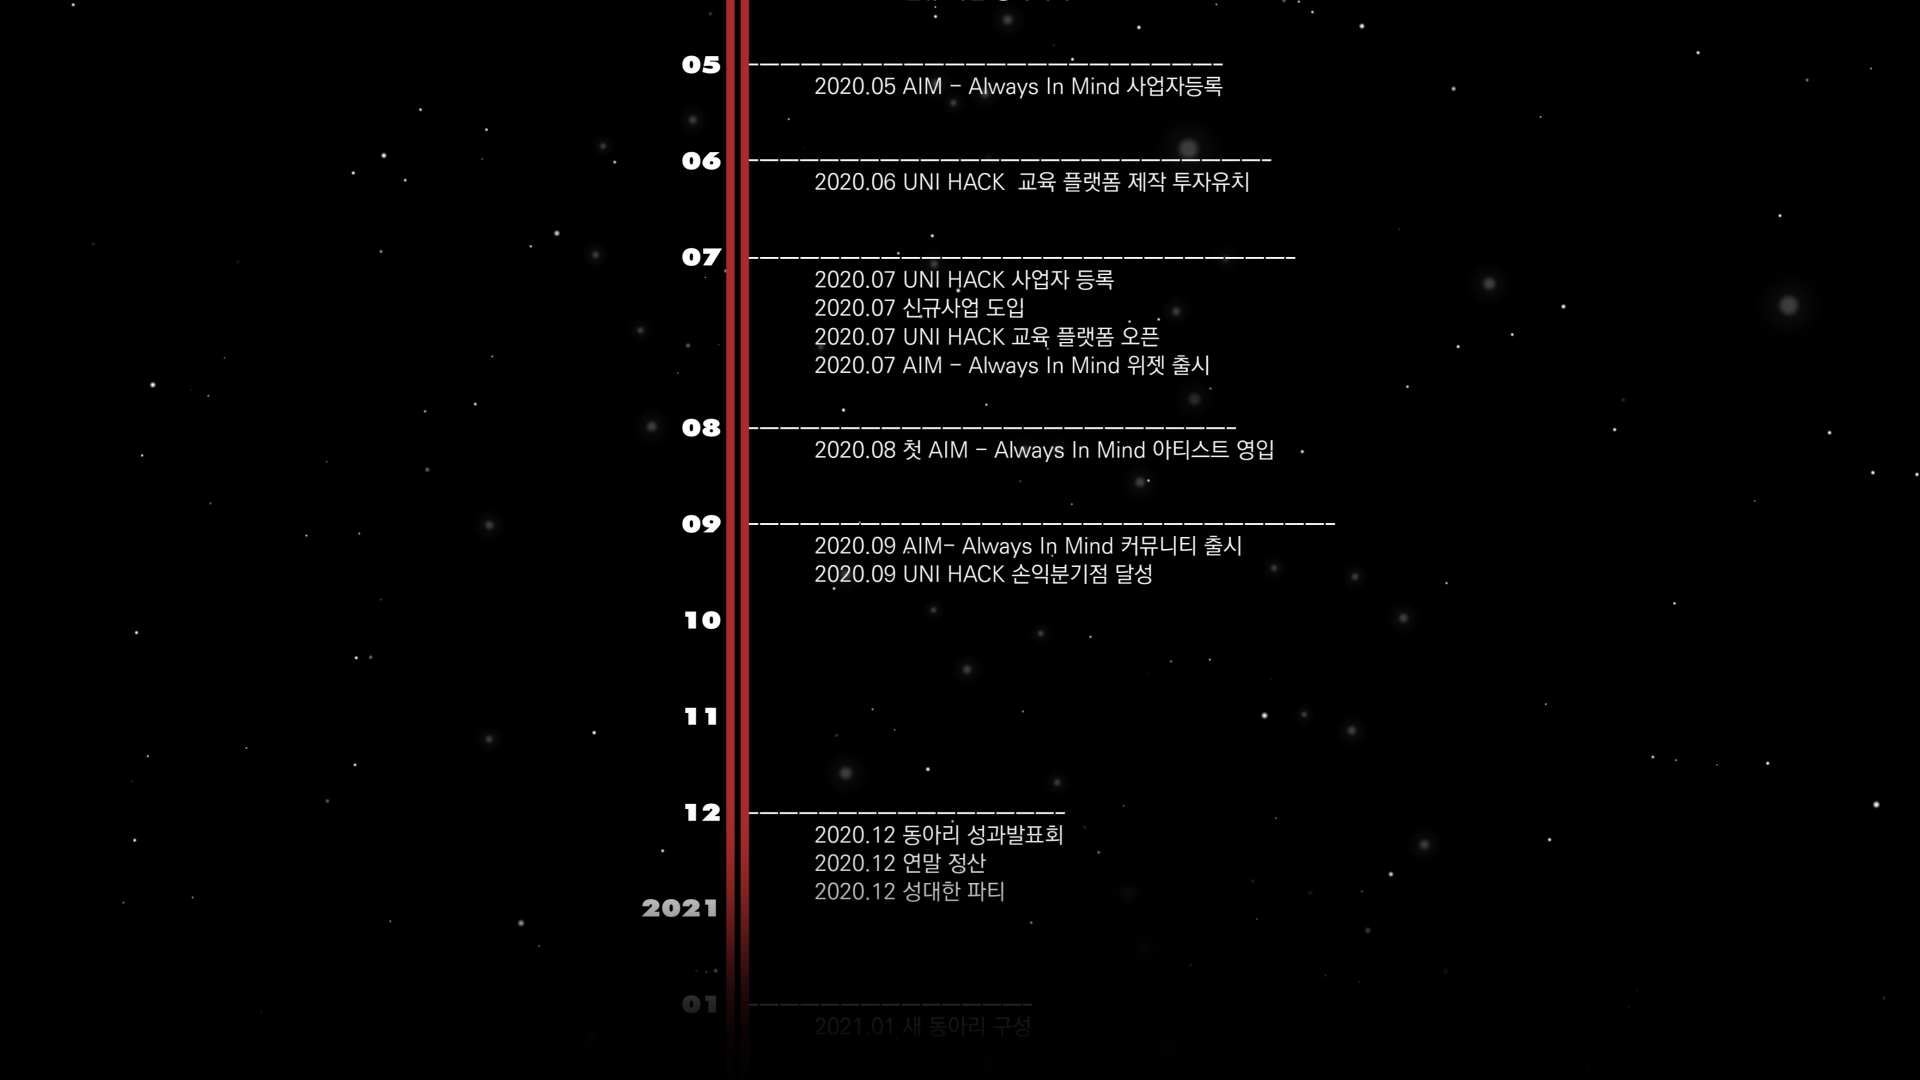 05
2020.05 AIM - Always In Mind 사업자등록
06
2020.06 UNI HACK 교육 플랫폼 제작 투자유치
07
2020.07 UNI HACK 사업자 등록
2020.07 신규사업 도입
2020.07 UNI HACK 교육 플랫폼 오픈
2020.07 AIM - Always In Mind 위젯 출시
08
2020.08 첫 AIM - Always In Mind 아티스트 영입
09
2020.09 AIM- Always In Mind 커뮤니티 출시
2020.09 UNI HACK 손익분기점 달성
10
11
12
2020.12 동아리 성과발표회
2020.12 연말 정산
2020.12 성대한 파티
2021
01
2021.01 새 동아리 구성